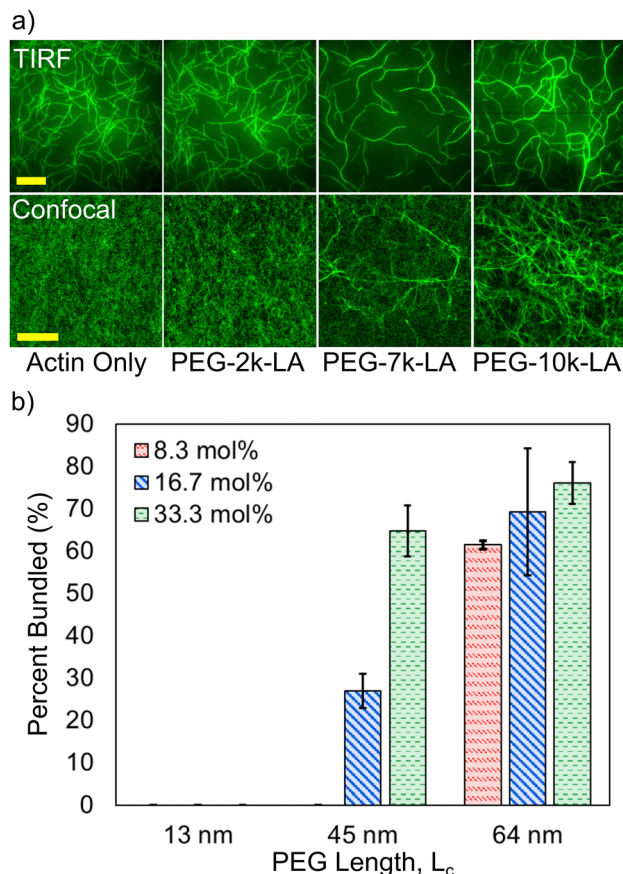 a)
TIRF
Confocal
Actin Only PEG-2k-LA PEG-7k-LA PEG-10k-LA
b)
90
80
70
60
50
40
30
20
10
0
Percent Bundled (%)
8.3 mol%
16.7 mol%
33.3 mol%
13 nm 45 nm 64 nm
PEG Length, Lc